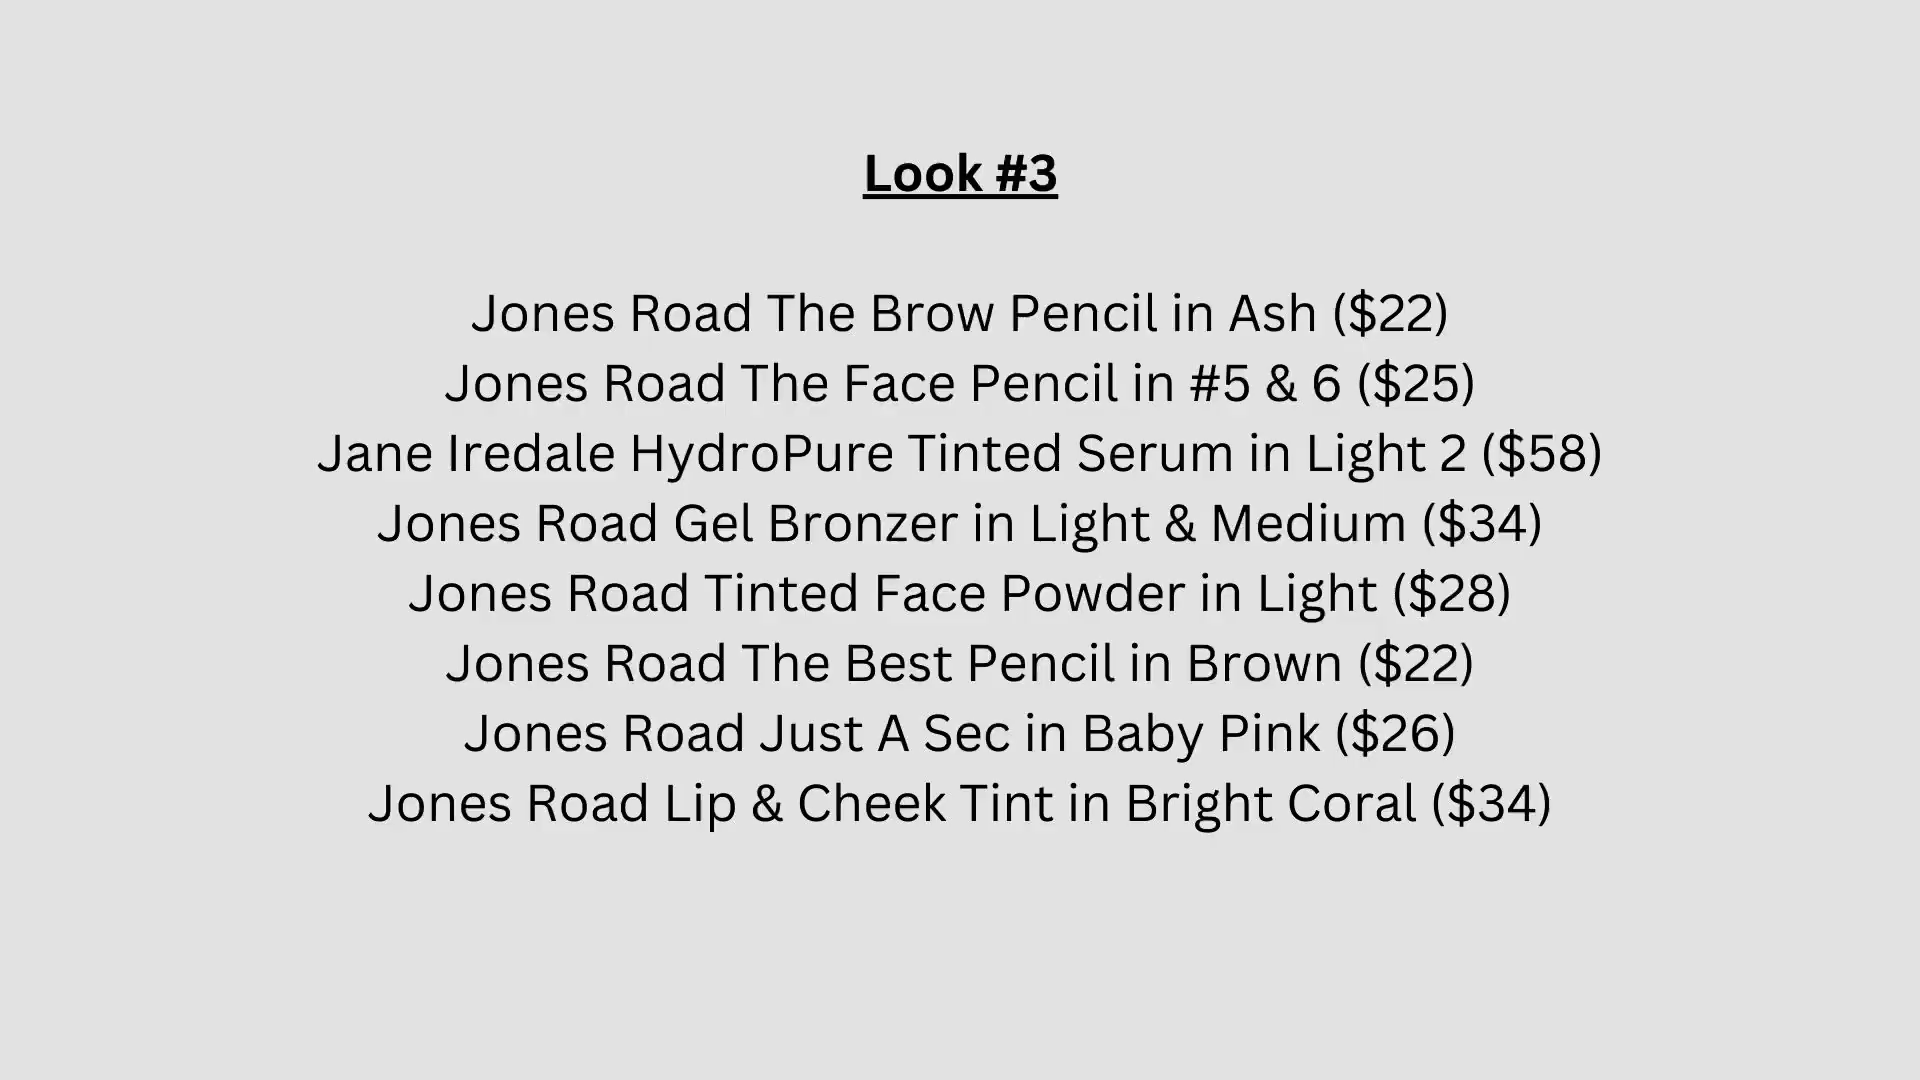 Look #3
Jones Road The Brow Pencil in Ash ($22)
Jones Road The Face Pencil in #5 & 6 ($25)
Jane Iredale HydroPure Tinted Serum in Light 2 ($58)
Jones Road Gel Bronzer in Light & Medium ($34)
Jones Road Tinted Face Powder in Light ($28)
Jones Road The Best Pencil in Brown ($22)
Jones Road Just A Sec in Baby Pink ($26)
Jones Road Lip & Cheek Tint in Bright Coral ($34)